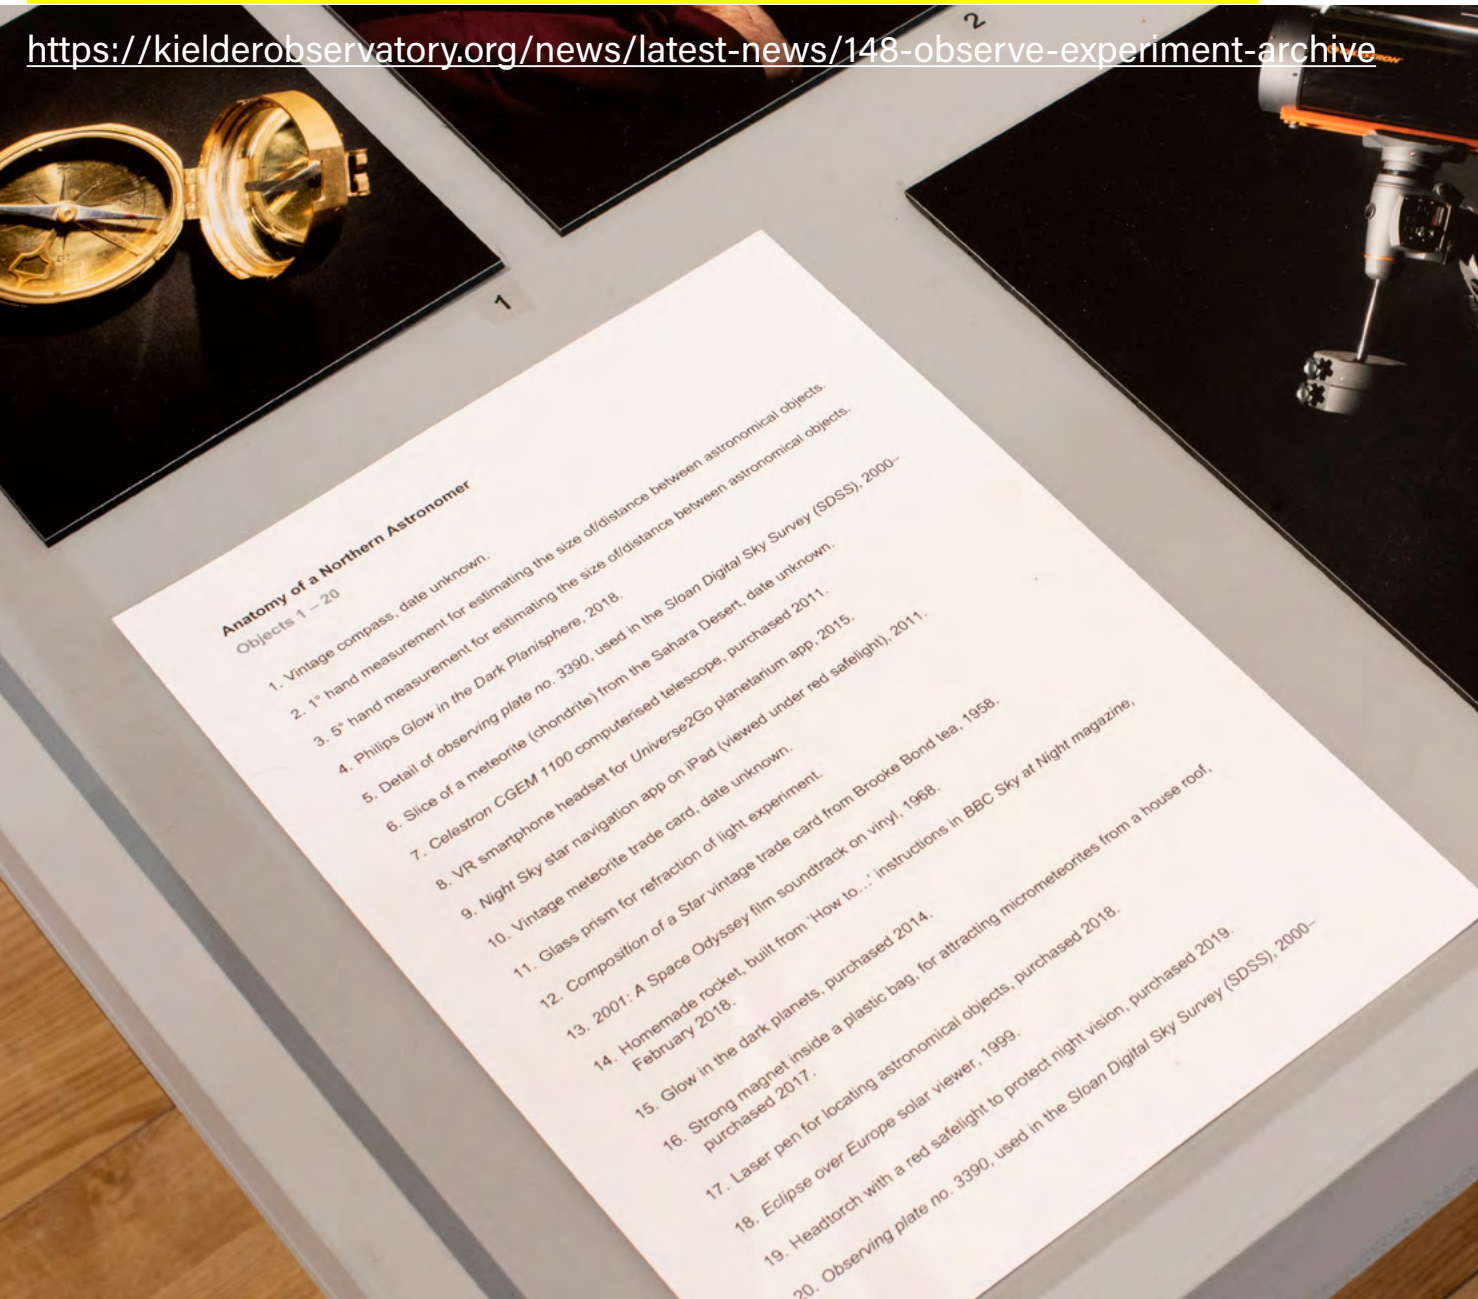 https://kielderobservatory.org/news/latest-news/148-observe-experiment-archive
2
1
Anatomy of a Northern Astronomer
Objects 1 – 20
1. Vintage compass, date unknown.
2. 1° hand measurement for estimating the size of/distance between astronomical objects.
3. 5° hand measurement for estimating the size of/distance between astronomical objects.
4. Philips Glow in the Dark Planisphere, 2018.
5. Detail of observing plate no. 3390, used in the Sloan Digital Sky Survey (SDSS), 2000–
6. Slice of a meteorite (chondrite) from the Sahara Desert, date unknown.
7. Celestron CGEM 1100 computerised telescope, purchased 2011.
8. VR smartphone headset for Universe2Go planetarium app, 2015.
9. Night Sky star navigation app on iPad (viewed under red safelight), 2011.
10. Vintage meteorite trade card, date unknown.
11. Glass prism for refraction of light experiment.
12. Composition of a Star vintage trade card from Brooke Bond tea, 1958.
13. 2001: A Space Odyssey film soundtrack on vinyl, 1968.
14. Homemade rocket, built from 'How to…' instructions in BBC Sky at Night magazine,
February 2018.
15. Glow in the dark planets, purchased 2014.
16. Strong magnet inside a plastic bag, for attracting micrometeorites from a house roof,
purchased 2017.
17. Laser pen for locating astronomical objects, purchased 2018.
18. Eclipse over Europe solar viewer, 1999.
19. Headtorch with a red safelight to protect night vision, purchased 2019.
20. Observing plate no. 3390, used in the Sloan Digital Sky Survey (SDSS), 2000–